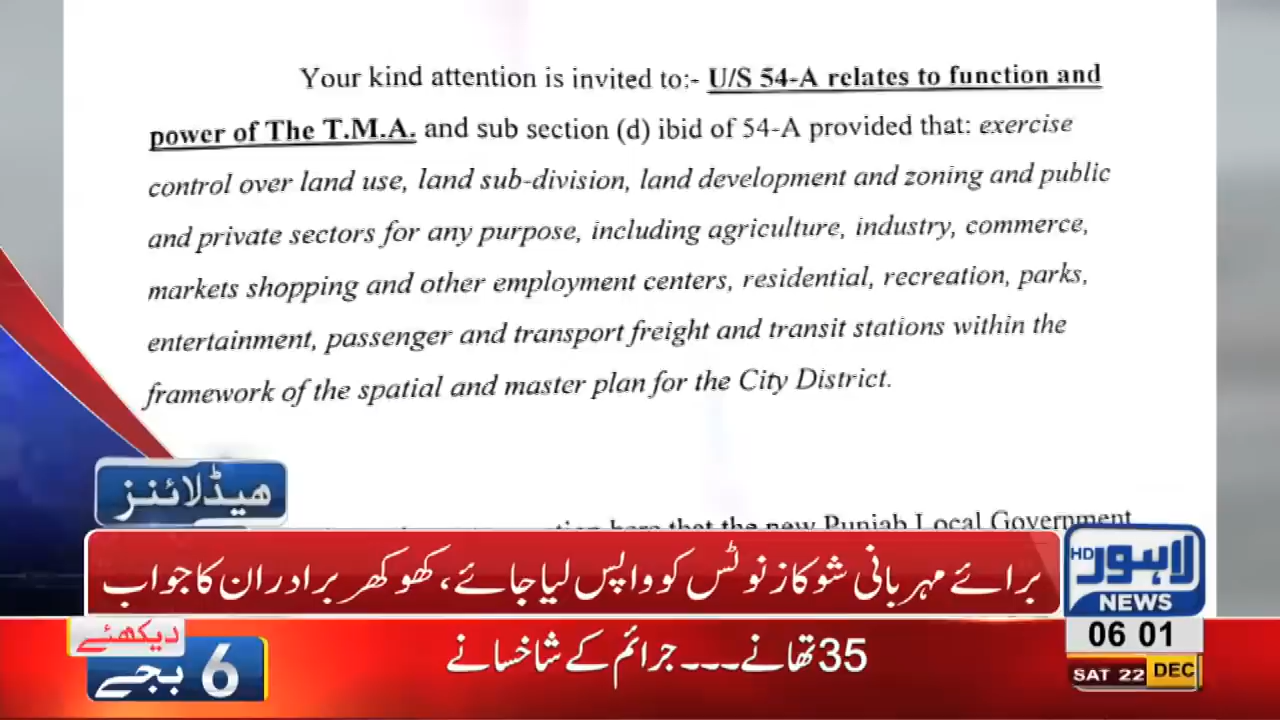 Your kind attention is invited to:- U/S 54-A relates to function and
power of The T.M.A. and sub section (d) ibid of 54-A provided that: exercise
control over land use, land sub-division, land development and zoning and public
and private sectors for any purpose, including agriculture, industry, commerce,
markets shopping and other employment centers, residential, recreation, parks,
entertainment, passenger and transport freight and transit stations within the
framework of the spatial and master plan for the City District.
here that the new Punjab Local Government
ہیڈلائنز
برائے مہربانی شوکاز نوٹس کو واپس لیا جائے، کھوکھر برادران کا جواب
HD لاہور
NEWS
06 01
SAT 22 DEC
دیکھئے
6 بجے
35 تھانے ۔۔۔ جرائم کے شاخسانے